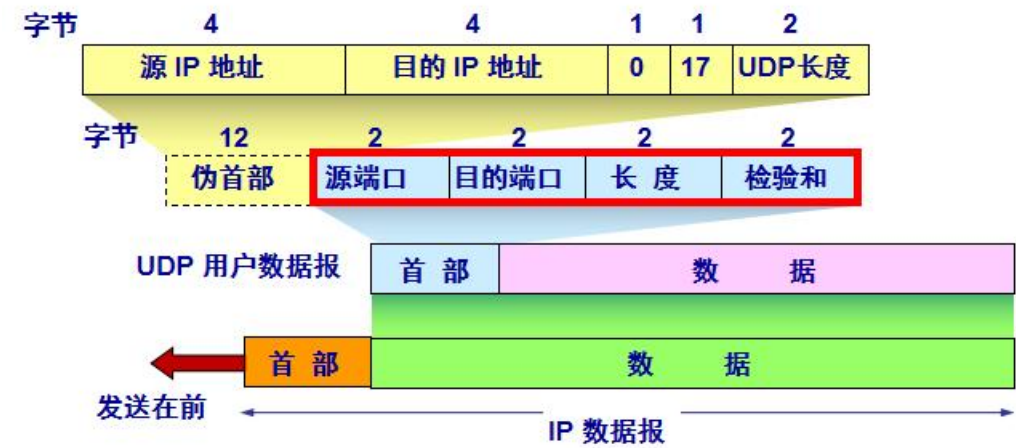 字节 4 4 1 1 2
源 IP 地址 目的 IP 地址 0 17 UDP长度
字节 12 2 2 2 2
伪首部 源端口 目的端口 长 度 检验和
UDP 用户数据报 首 部 数 据
首 部 数 据
发送在前
IP 数据报